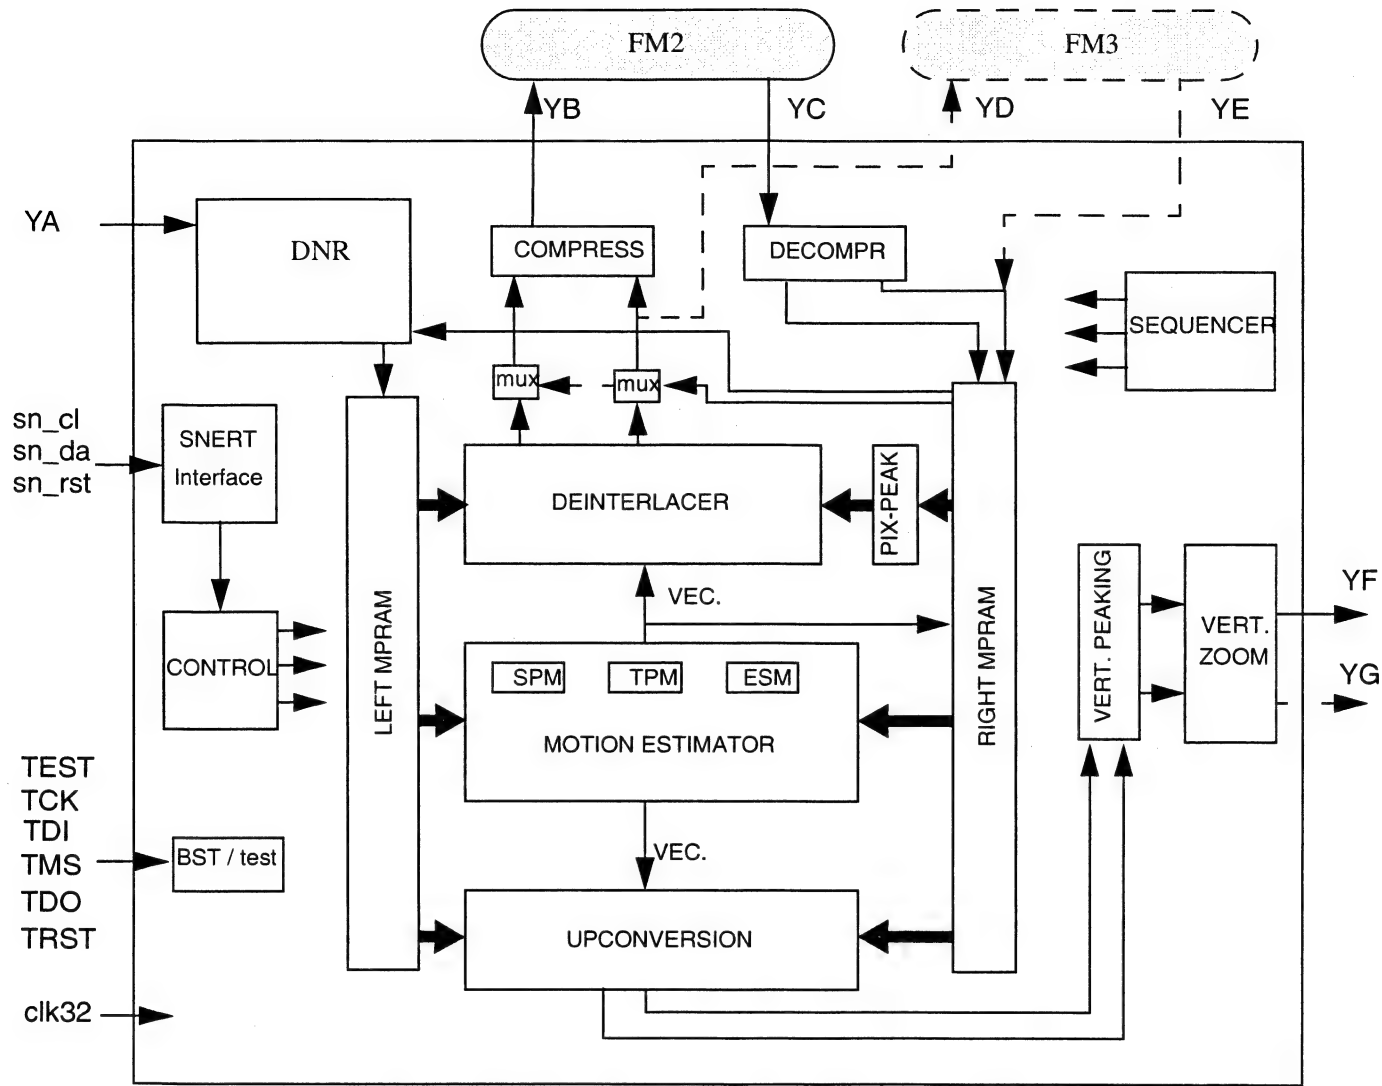 FM2
FM3
YB
YC
YD
YE
YA
DNR
COMPRESS
DECOMPR
SEQUENCER
mux
mux
sn_cl
sn_da
sn_rst
SNERT
Interface
DEINTERLACER
PIX-PEAK
VEC.
LEFT MPRAM
RIGHT MPRAM
CONTROL
SPM
TPM
ESM
MOTION ESTIMATOR
VERT. PEAKING
VERT.
ZOOM
YF
YG
TEST
TCK
TDI
TMS
TDO
TRST
BST / test
VEC.
UPCONVERSION
clk32